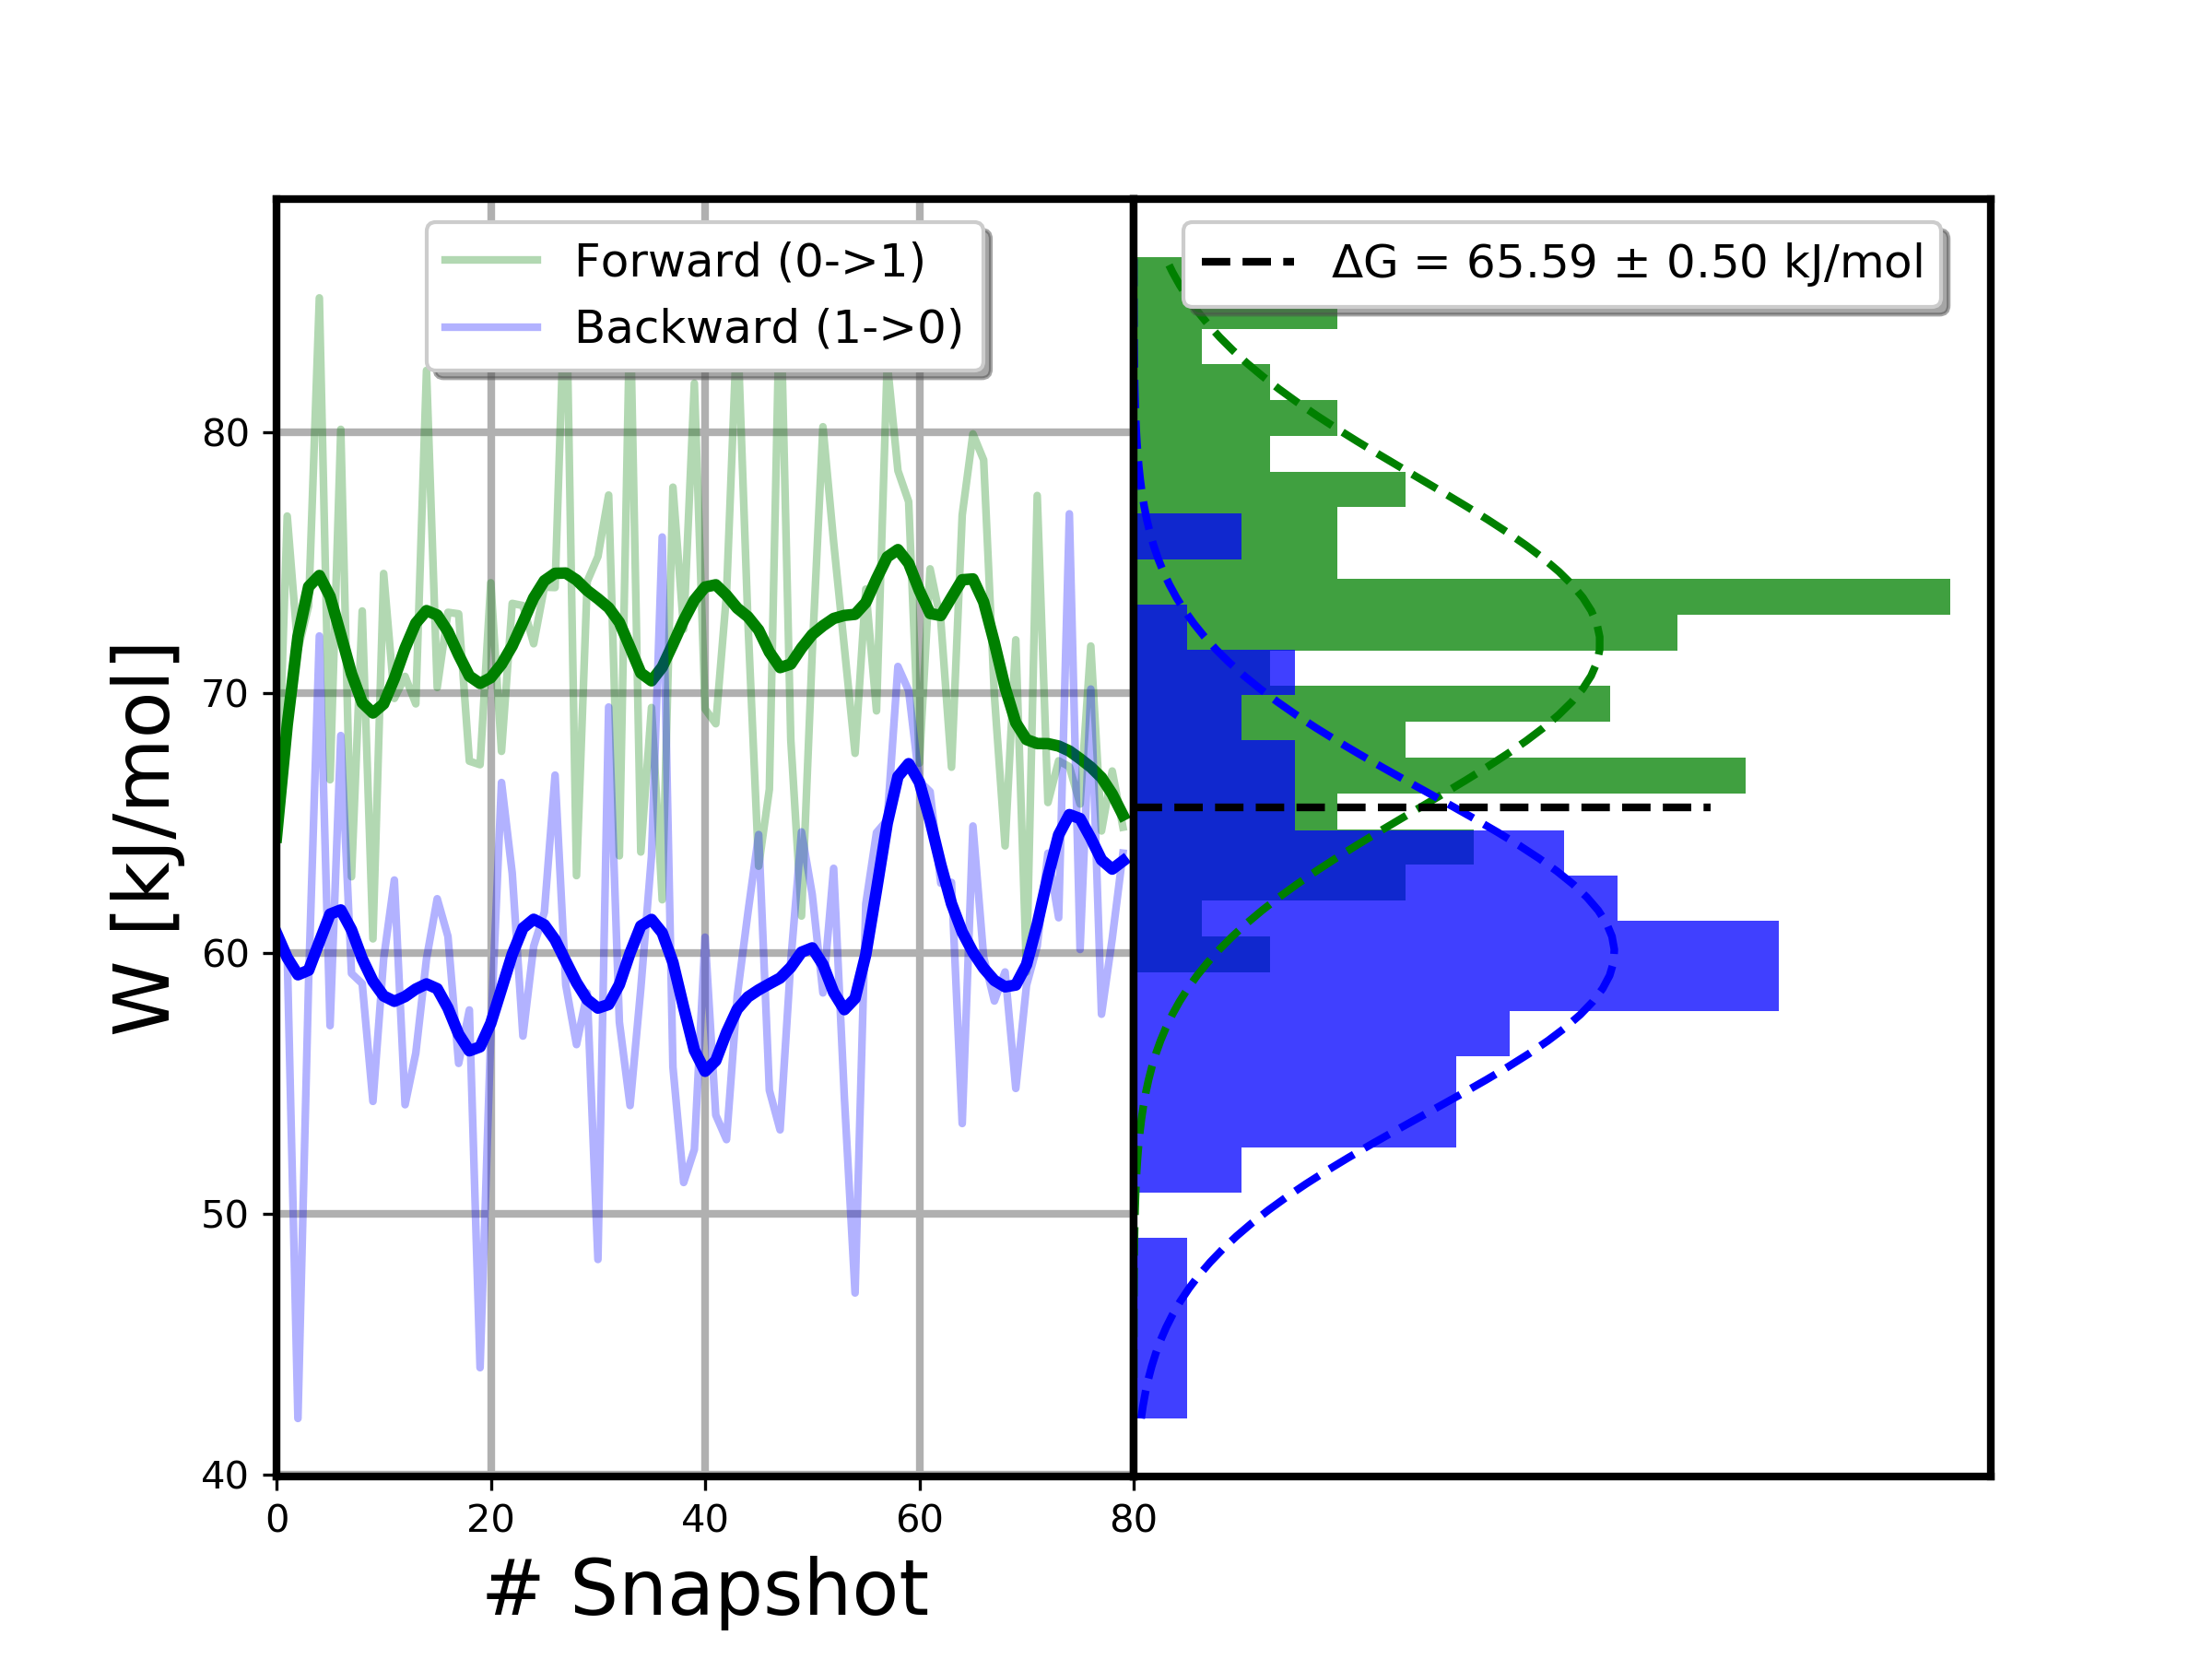 Forward (0->1)
Backward (1->0)
ΔG = 65.59 ± 0.50 kJ/mol
W [kJ/mol]
80
70
60
50
40
0 20 40 60 80
# Snapshot